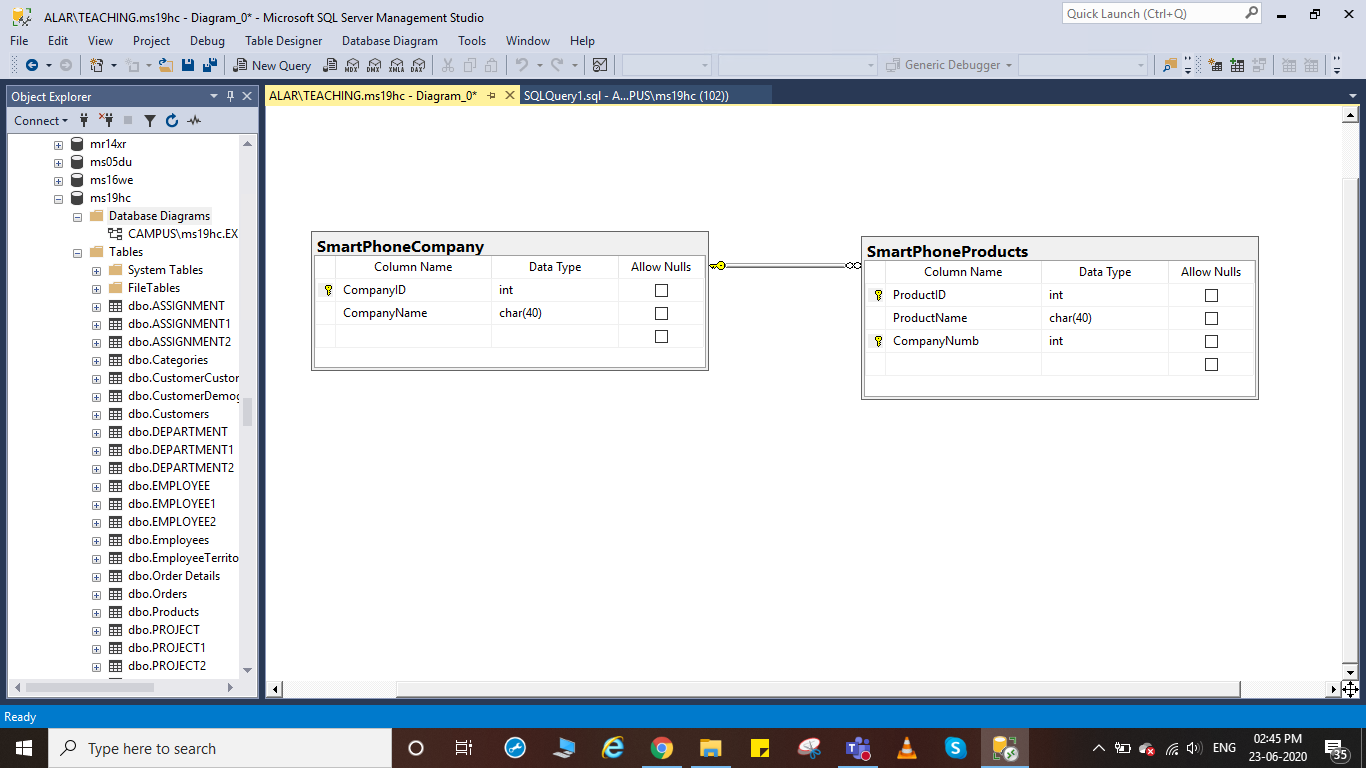 ALAR\TEACHING.ms19hc - Diagram_0* - Microsoft SQL Server Management Studio
Quick Launch (Ctrl+Q)
File Edit View Project Debug Table Designer Database Diagram Tools Window Help
New Query MDX DMX XMLA DAX Generic Debugger
Object Explorer
ALAR\TEACHING.ms19hc - Diagram_0* SQLQuery1.sql - A...PUS\ms19hc (102))
Connect
mr14xr
ms05du
ms16we
ms19hc
Database Diagrams
CAMPUS\ms19hc.EX
Tables
System Tables
FileTables
dbo.ASSIGNMENT
dbo.ASSIGNMENT1
dbo.ASSIGNMENT2
dbo.Categories
dbo.CustomerCustor
dbo.CustomerDemog
dbo.Customers
dbo.DEPARTMENT
dbo.DEPARTMENT1
dbo.DEPARTMENT2
dbo.EMPLOYEE
dbo.EMPLOYEE1
dbo.EMPLOYEE2
dbo.Employees
dbo.EmployeeTerrito
dbo.Order Details
dbo.Orders
dbo.Products
dbo.PROJECT
dbo.PROJECT1
dbo.PROJECT2
SmartPhoneCompany
Column Name Data Type Allow Nulls
CompanyID int
CompanyName char(40)
SmartPhoneProducts
Column Name Data Type Allow Nulls
ProductID int
ProductName char(40)
CompanyNumb int
Ready
Type here to search
ENG
02:45 PM
23-06-2020
35